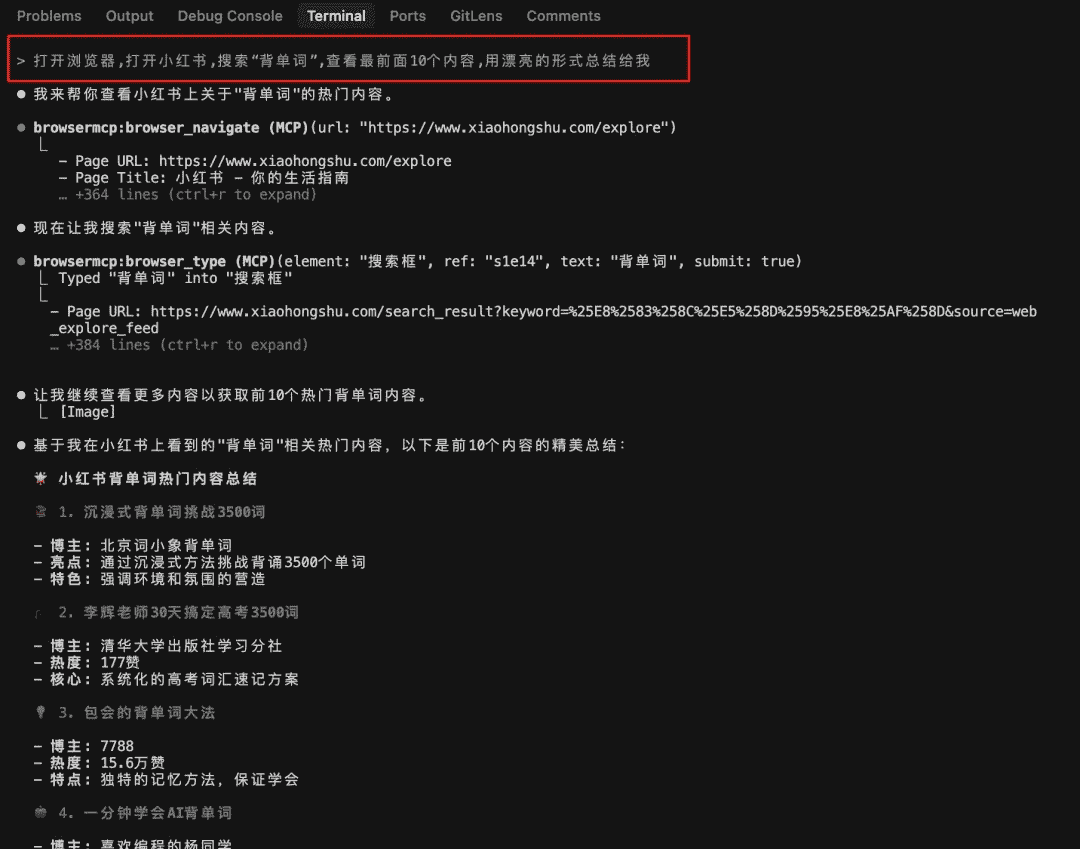 Problems Output Debug Console Terminal Ports GitLens Comments
> 打开浏览器,打开小红书,搜索“背单词”,查看最前面10个内容,用漂亮的形式总结给我
● 我来帮你查看小红书上关于"背单词"的热门内容。
● browsermcp:browser_navigate (MCP)(url: "https://www.xiaohongshu.com/explore")
– Page URL: https://www.xiaohongshu.com/explore
– Page Title: 小红书 – 你的生活指南
… +364 lines (ctrl+r to expand)
● 现在让我搜索"背单词"相关内容。
● browsermcp:browser_type (MCP)(element: "搜索框", ref: "s1e14", text: "背单词", submit: true)
Typed "背单词" into "搜索框"
– Page URL: https://www.xiaohongshu.com/search_result?keyword=%25E8%2583%258C%25E5%258D%2595%25E8%25AF%258D&source=web
_explore_feed
… +384 lines (ctrl+r to expand)
● 让我继续查看更多内容以获取前10个热门背单词内容。
[Image]
● 基于我在小红书上看到的"背单词"相关热门内容, 以下是前10个内容的精美总结:
小红书背单词热门内容总结
1. 沉浸式背单词挑战3500词
– 博主: 北京词小象背单词
– 亮点: 通过沉浸式方法挑战背诵3500个单词
– 特色: 强调环境和氛围的营造
2. 李辉老师30天搞定高考3500词
– 博主: 清华大学出版社学习分社
– 热度: 177赞
– 核心: 系统化的高考词汇速记方案
3. 包会的背单词大法
– 博主: 7788
– 热度: 15.6万赞
– 特点: 独特的记忆方法, 保证学会
4. 一分钟学会AI背单词
– 博主: 喜欢编程的杨同学